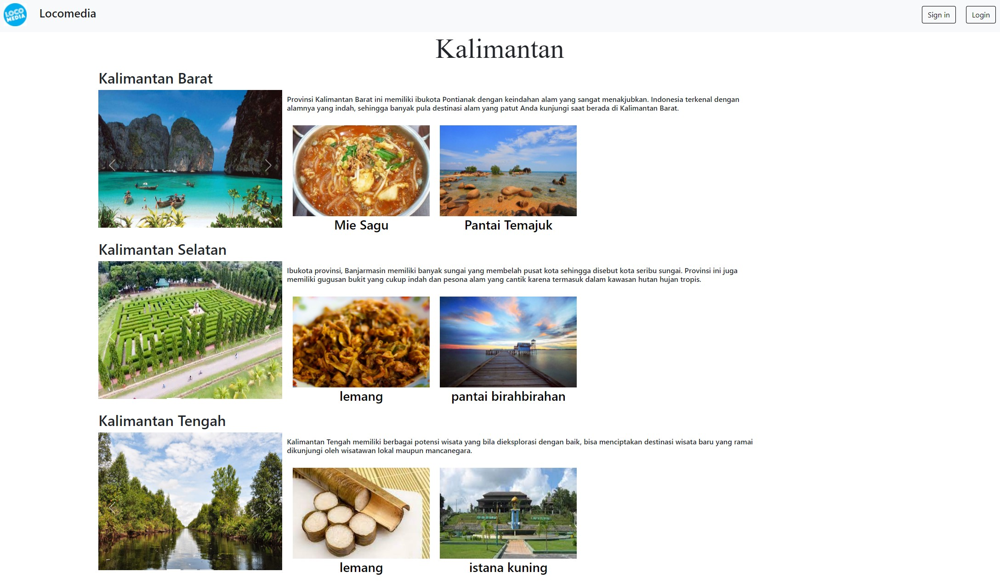 LOCO
MEDIA
Locomedia
Sign in
Login
Kalimantan
Kalimantan Barat
Provinsi Kalimantan Barat ini memiliki ibukota Pontianak dengan keindahan alam yang sangat menakjubkan. Indonesia terkenal dengan
alamnya yang indah, sehingga banyak pula destinasi alam yang patut Anda kunjungi saat berada di Kalimantan Barat.
Mie Sagu
Pantai Temajuk
Kalimantan Selatan
Ibukota provinsi, Banjarmasin memiliki banyak sungai yang membelah pusat kota sehingga disebut kota seribu sungai. Provinsi ini juga
memiliki gugusan bukit yang cukup indah dan pesona alam yang cantik karena termasuk dalam kawasan hutan hujan tropis.
lemang
pantai birahbirahan
Kalimantan Tengah
Kalimantan Tengah memiliki berbagai potensi wisata yang bila dieksplorasi dengan baik, bisa menciptakan destinasi wisata baru yang ramai
dikunjungi oleh wisatawan lokal maupun mancanegara.
lemang
istana kuning